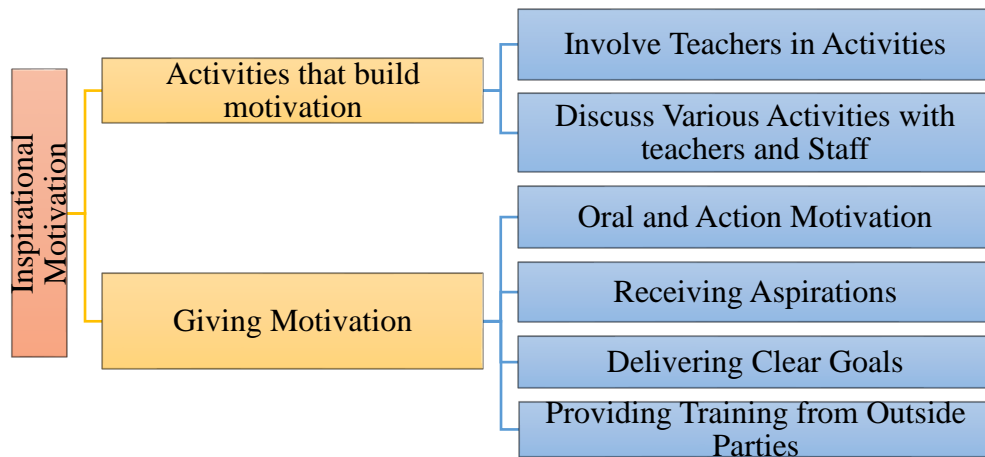 Inspirational
Motivation
Activities that build
motivation
Involve Teachers in Activities
Discuss Various Activities with
teachers and Staff
Giving Motivation
Oral and Action Motivation
Receiving Aspirations
Delivering Clear Goals
Providing Training from Outside
Parties